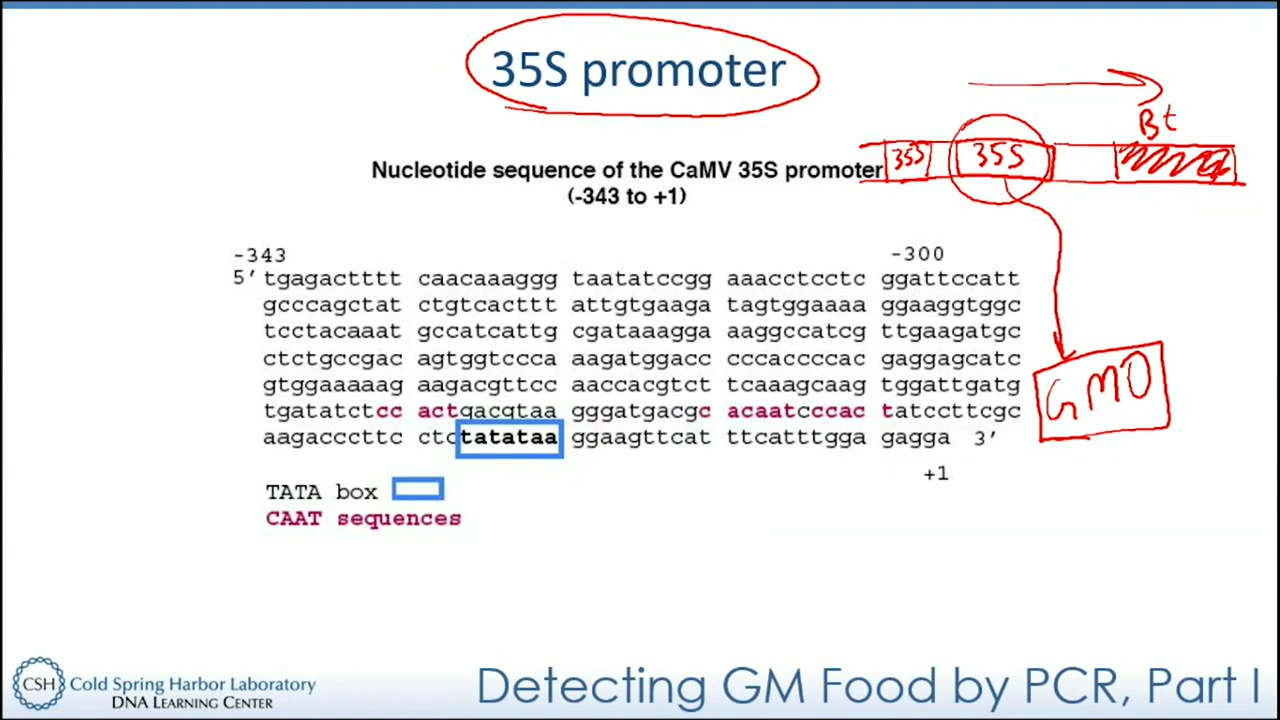 35S promoter
Bt
35S 35S
Nucleotide sequence of the CaMV 35S promoter
(-343 to +1)
-343 -300
5’tgagactttt caacaaaggg taatatccgg aaacctcctc ggattccatt
gcccagctat ctgtcacttt attgtgaaga tagtggaaaa ggaaggtggc
tcctacaaat gccatcattg cgataaagga aaggccatcg ttgaagatgc
ctctgccgac agtggtccca aagatggacc cccaccccac gaggagcatc
gtggaaaaag aagacgttcc aaccacgtct tcaaagcaag tggattgatg
tgatatctcc actgacgtaa gggatgacgc acaatcccac tatccttcgc
aagacccttc ctctatataa ggaagttcat ttcatttgga gagga 3’
GMO
+1
TATA box
CAAT sequences
CSH Cold Spring Harbor Laboratory
DNA LEARNING CENTER
Detecting GM Food by PCR, Part I